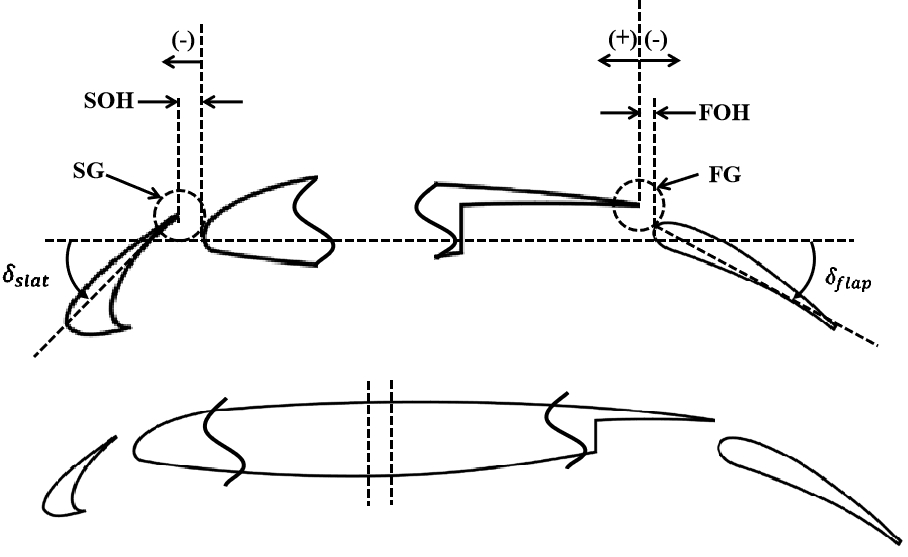 (-)
(+) (-)
SOH
FOH
SG
FG
δslat
δflap